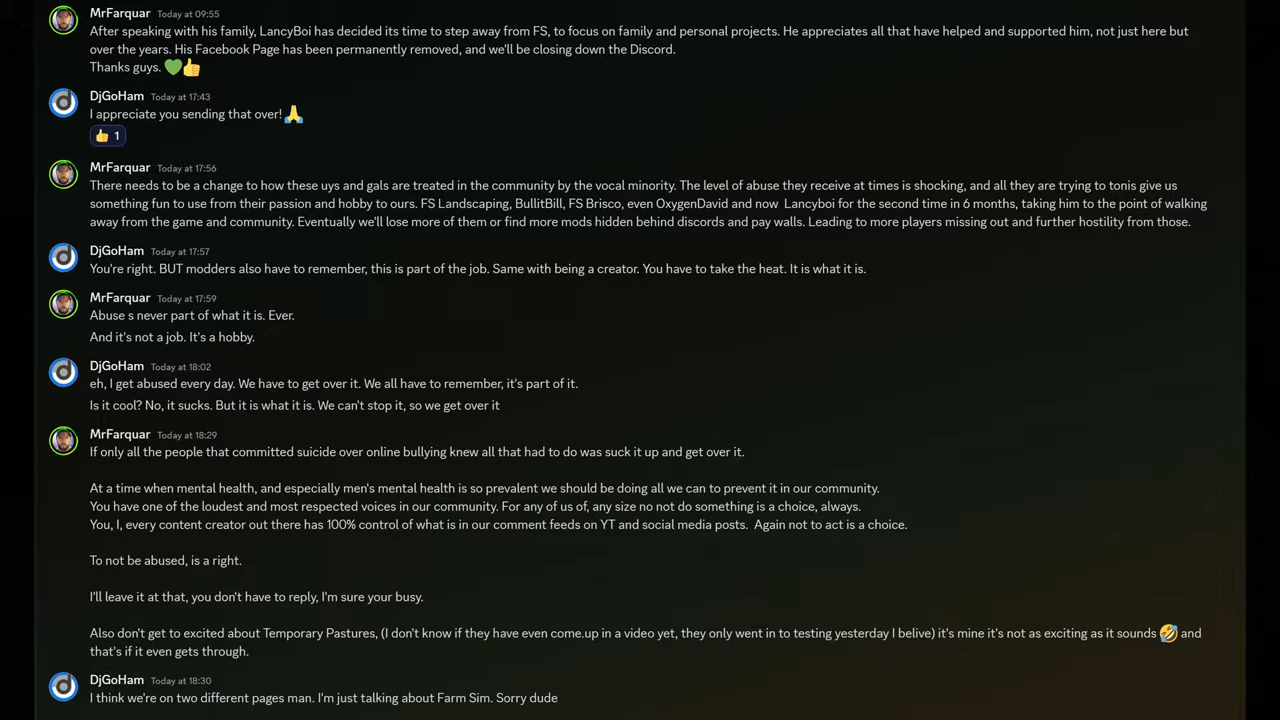 MrFarquar Today at 09:55
After speaking with his family, LancyBoi has decided its time to step away from FS, to focus on family and personal projects. He appreciates all that have helped and supported him, not just here but
over the years. His Facebook Page has been permanently removed, and we'll be closing down the Discord.
Thanks guys. 💚👍
DjGoHam Today at 17:43
I appreciate you sending that over! 🙏
👍 1
MrFarquar Today at 17:56
There needs to be a change to how these uys and gals are treated in the community by the vocal minority. The level of abuse they receive at times is shocking, and all they are trying to tonis give us
something fun to use from their passion and hobby to ours. FS Landscaping, BullitBill, FS Brisco, even OxygenDavid and now  Lancyboi for the second time in 6 months, taking him to the point of walking
away from the game and community. Eventually we'll lose more of them or find more mods hidden behind discords and pay walls. Leading to more players missing out and further hostility from those.
DjGoHam Today at 17:57
You're right. BUT modders also have to remember, this is part of the job. Same with being a creator. You have to take the heat. It is what it is.
MrFarquar Today at 17:59
Abuse s never part of what it is. Ever.
And it's not a job. It's a hobby.
DjGoHam Today at 18:02
eh, I get abused every day. We have to get over it. We all have to remember, it's part of it.
Is it cool? No, it sucks. But it is what it is. We can't stop it, so we get over it
MrFarquar Today at 18:29
If only all the people that committed suicide over online bullying knew all that had to do was suck it up and get over it.
At a time when mental health, and especially men's mental health is so prevalent we should be doing all we can to prevent it in our community.
You have one of the loudest and most respected voices in our community. For any of us of, any size no not do something is a choice, always.
You, I, every content creator out there has 100% control of what is in our comment feeds on YT and social media posts.  Again not to act is a choice.
To not be abused, is a right.
I'll leave it at that, you don't have to reply, I'm sure your busy.
Also don't get to excited about Temporary Pastures, (I don't know if they have even come.up in a video yet, they only went in to testing yesterday I belive) it's mine it's not as exciting as it sounds 🤣 and
that's if it even gets through.
DjGoHam Today at 18:30
I think we're on two different pages man. I'm just talking about Farm Sim. Sorry dude